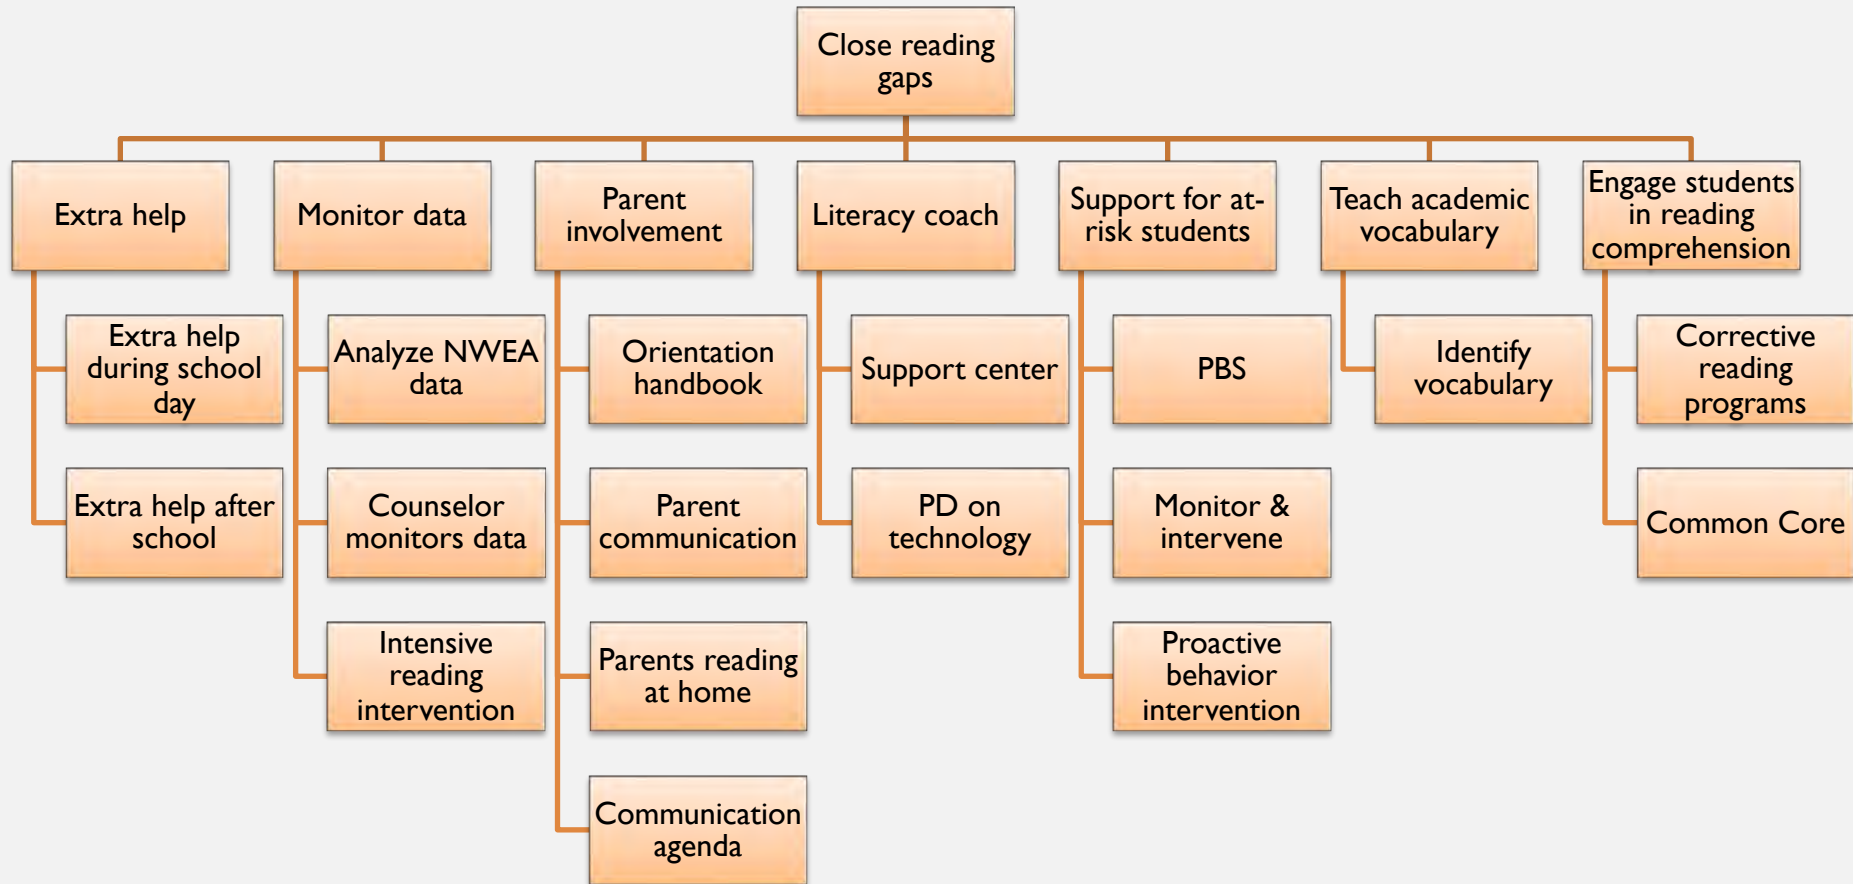 Close reading
gaps
Extra help
Monitor data
Parent
involvement
Literacy coach
Support for at-
risk students
Teach academic
vocabulary
Engage students
in reading
comprehension
Extra help
during school
day
Analyze NWEA
data
Orientation
handbook
Support center
PBS
Identify
vocabulary
Corrective
reading
programs
Extra help after
school
Counselor
monitors data
Parent
communication
PD on
technology
Monitor &
intervene
Common Core
Intensive
reading
intervention
Parents reading
at home
Proactive
behavior
intervention
Communication
agenda